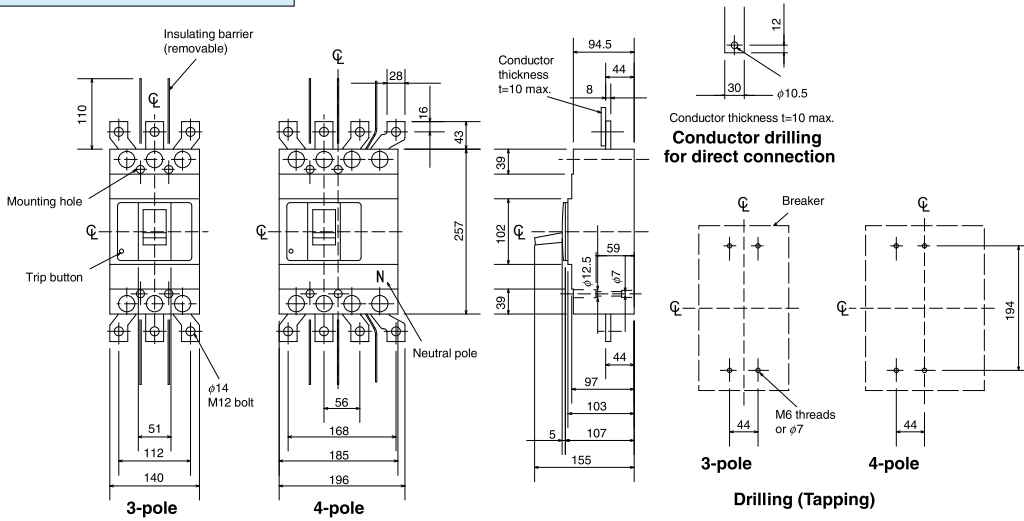 Insulating barrier
(removable)
℄
℄
28
110
16
43
Mounting hole
℄
℄
257
Trip button
N
Neutral pole
φ14
M12 bolt
56
51
168
112
185
140
196
3-pole
4-pole
94.5
Conductor
thickness
t=10 max.
44
8
39
102
℄
59
φ12.5
φ7
39
44
97
103
5
107
155
12
30
φ10.5
Conductor thickness t=10 max.
Conductor drilling
for direct connection
℄
Breaker
℄
℄
℄
194
M6 threads
or φ7
44
44
3-pole
4-pole
Drilling (Tapping)